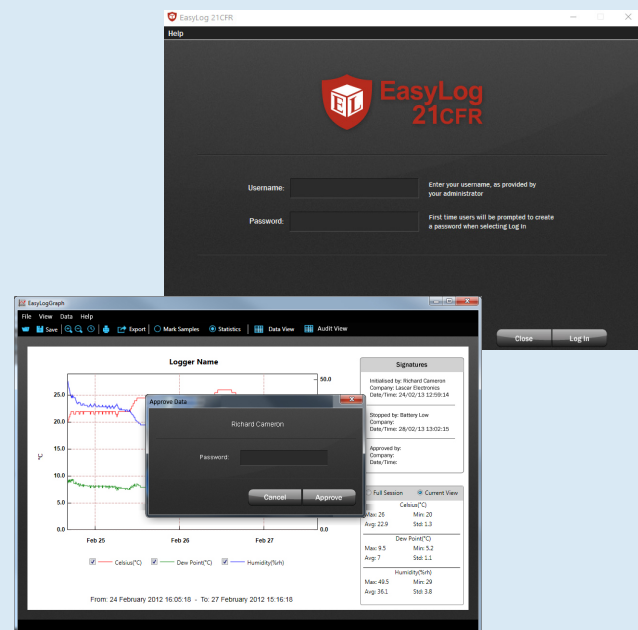 EasyLog 21CFR
Help
EL
EasyLog
21CFR
Username:
Enter your username, as provided by
your administrator
Password:
First time users will be prompted to create
a password when selecting Log In
Close
Log In
EasyLogGraph
File View Data Help
Save Export Mark Samples Statistics Data View Audit View
Logger Name
50.0
25.0
20.0
15.0
10.0
5.0
0.0
°C
0.0
Feb 25 Feb 26 Feb 27
Celsius(°C) Dew Point(°C) Humidity(%rh)
From: 24 February 2012 16:05:18 - To: 27 February 2012 15:16:18
Approve Data
Richard Cameron
Password:
Cancel Approve
Signatures
Initialised by: Richard Cameron
Company: Lascar Electronics
Date/Time: 24/02/13 12:59:14
Stopped by: Battery Low
Company:
Date/Time: 28/02/13 13:02:15
Approved by:
Company:
Date/Time:
Full Session Current View
Celsius(°C)
Max: 26 Min: 20
Avg: 22.9 Std: 1.3
Dew Point(°C)
Max: 9.5 Min: 5.2
Avg: 7 Std: 1.1
Humidity(%rh)
Max: 49.5 Min: 29
Avg: 36.1 Std: 3.8